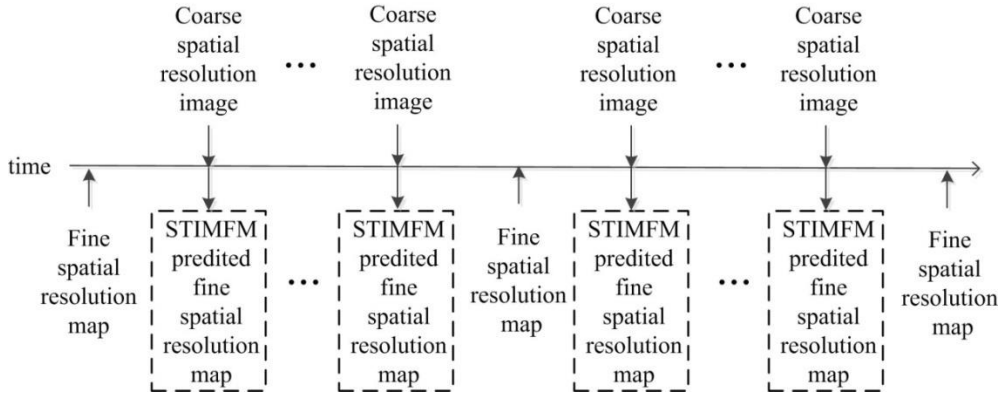 Coarse
spatial
resolution
image
...
Coarse
spatial
resolution
image
Coarse
spatial
resolution
image
...
Coarse
spatial
resolution
image
time
Fine
spatial
resolution
map
STIMFM
predited
fine
spatial
resolution
map
...
STIMFM
predited
fine
spatial
resolution
map
Fine
spatial
resolution
map
STIMFM
predited
fine
spatial
resolution
map
...
STIMFM
predited
fine
spatial
resolution
map
Fine
spatial
resolution
map